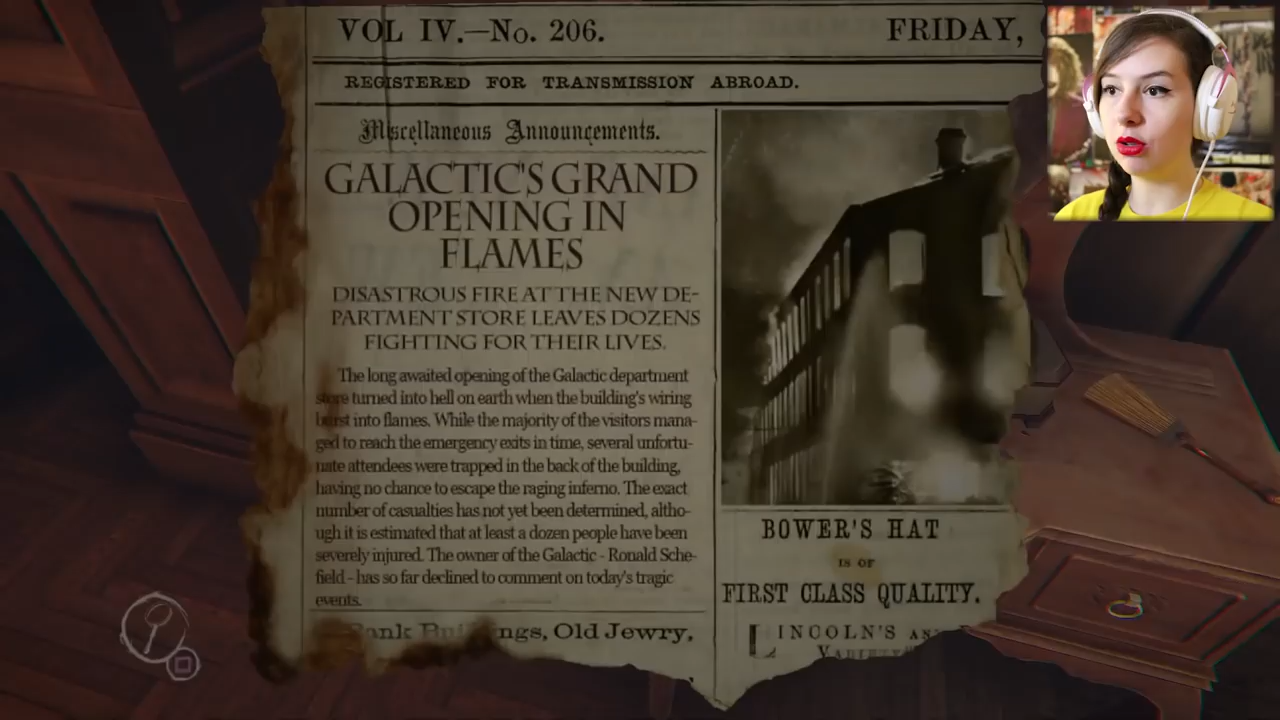 VOL IV.—No. 206.
FRIDAY,
REGISTERED FOR TRANSMISSION ABROAD.
Miscellaneous Announcements.
GALACTIC'S GRAND
OPENING IN
FLAMES
DISASTROUS FIRE AT THE NEW DE-
PARTMENT STORE LEAVES DOZENS
FIGHTING FOR THEIR LIVES.
The long awaited opening of the Galactic department
store turned into hell on earth when the building's wiring
burst into flames. While the majority of the visitors mana-
ged to reach the emergency exits in time, several unfortu-
nate attendees were trapped in the back of the building,
having no chance to escape the raging inferno. The exact
number of casualties has not yet been determined, altho-
ugh it is estimated that at least a dozen people have been
severely injured. The owner of the Galactic - Ronald Sche-
field - has so far declined to comment on today's tragic
events.
Bank Buildings, Old Jewry,
BOWER'S HAT
IS OF
FIRST CLASS QUALITY.
LINCOLN'S